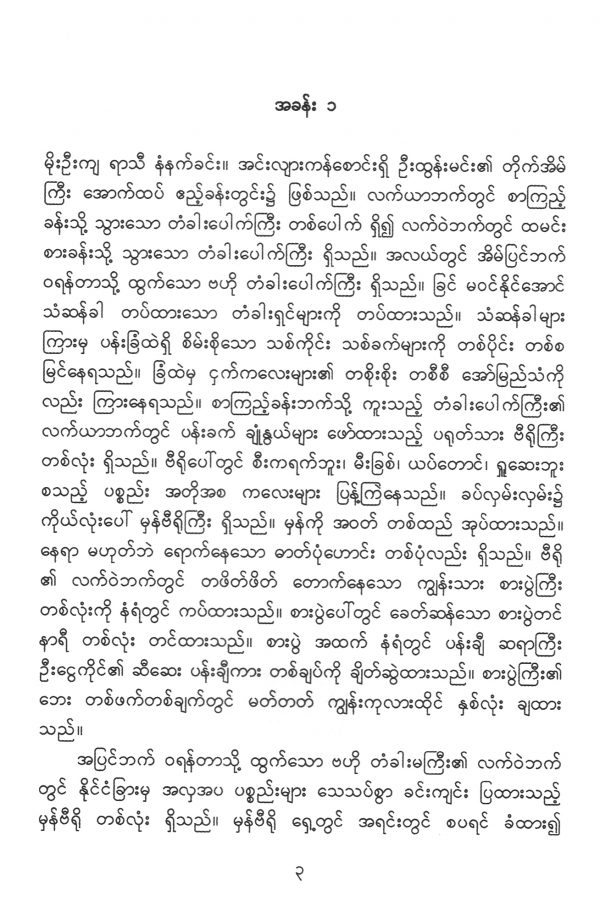 အခန်း ၁
မိုးဦးကျ ရာသီ နံနက်ခင်း။ အင်းလျားကန်စောင်းရှိ ဦးထွန်းမင်း၏ တိုက်အိမ်
ကြီး အောက်ထပ် ဧည့်ခန်းတွင်း၌ ဖြစ်သည်။ လက်ယာဘက်တွင် စာကြည့်
ခန်းသို့ သွားသော တံခါးပေါက်ကြီး တစ်ပေါက် ရှိ၍ လက်ဝဲဘက်တွင် ထမင်း
စားခန်းသို့ သွားသော တံခါးပေါက်ကြီး ရှိသည်။ အလယ်တွင် အိမ်ပြင်ဘက်
ဝရန်တာသို့ ထွက်သော ဗဟို တံခါးပေါက်ကြီး ရှိသည်။ ခြင် မဝင်နိုင်အောင်
သံဆန်ခါ တပ်ထားသော တံခါးရှင်များကို တပ်ထားသည်။ သံဆန်ခါများ
ကြားမှ ပန်းခြံထဲရှိ စိမ်းစိုသော သစ်ကိုင်း သစ်ခက်များကို တစ်ပိုင်း တစ်စ
မြင်နေရသည်။ ခြံထဲမှ ငှက်ကလေးများ၏ တစိုးစိုး တစီစီ အော်မြည်သံကို
လည်း ကြားနေရသည်။ စာကြည့်ခန်းဘက်သို့ ကူးသည့် တံခါးပေါက်ကြီး၏
လက်ယာဘက်တွင် ပန်းခက် ချုံနွယ်များ ဖော်ထားသည့် ပရုတ်သား ဗီရိုကြီး
တစ်လုံး ရှိသည်။ ဗီရိုပေါ်တွင် စီးကရက်ဘူး၊ မီးခြစ်၊ ယပ်တောင်၊ ရှူဆေးဘူး
စသည့် ပစ္စည်း အတိုအစ ကလေးများ ပြန့်ကြဲနေသည်။ ခပ်လှမ်းလှမ်း၌
ကိုယ်လုံးပေါ် မှန်ဗီရိုကြီး ရှိသည်။ မှန်ကို အဝတ် တစ်ထည် အုပ်ထားသည်။
နေရာ မဟုတ်ဘဲ ရောက်နေသော ဓာတ်ပုံဟောင်း တစ်ပုံလည်း ရှိသည်။ ဗီရို
၏ လက်ဝဲဘက်တွင် တဖိတ်ဖိတ် တောက်နေသော ကျွန်းသား စားပွဲကြီး
တစ်လုံးကို နံရံတွင် ကပ်ထားသည်။ စားပွဲပေါ်တွင် ခေတ်ဆန်သော စားပွဲတင်
နာရီ တစ်လုံး တင်ထားသည်။ စားပွဲ အထက် နံရံတွင် ပန်းချီ ဆရာကြီး
ဦးငွေကိုင်၏ ဆီဆေး ပန်းချီကား တစ်ချပ်ကို ချိတ်ဆွဲထားသည်။ စားပွဲကြီး၏
ဘေး တစ်ဖက်တစ်ချက်တွင် မတ်တတ် ကျွန်းကုလားထိုင် နှစ်လုံး ချထား
သည်။
အပြင်ဘက် ဝရန်တာသို့ ထွက်သော ဗဟို တံခါးမကြီး၏ လက်ဝဲဘက်
တွင် နိုင်ငံခြားမှ အလှအပ ပစ္စည်းများ သေသပ်စွာ ခင်းကျင်း ပြထားသည့်
မှန်ဗီရို တစ်လုံး ရှိသည်။ မှန်ဗီရို ရှေ့တွင် အရင်းတွင် စပရင် ခံထား၍
၃